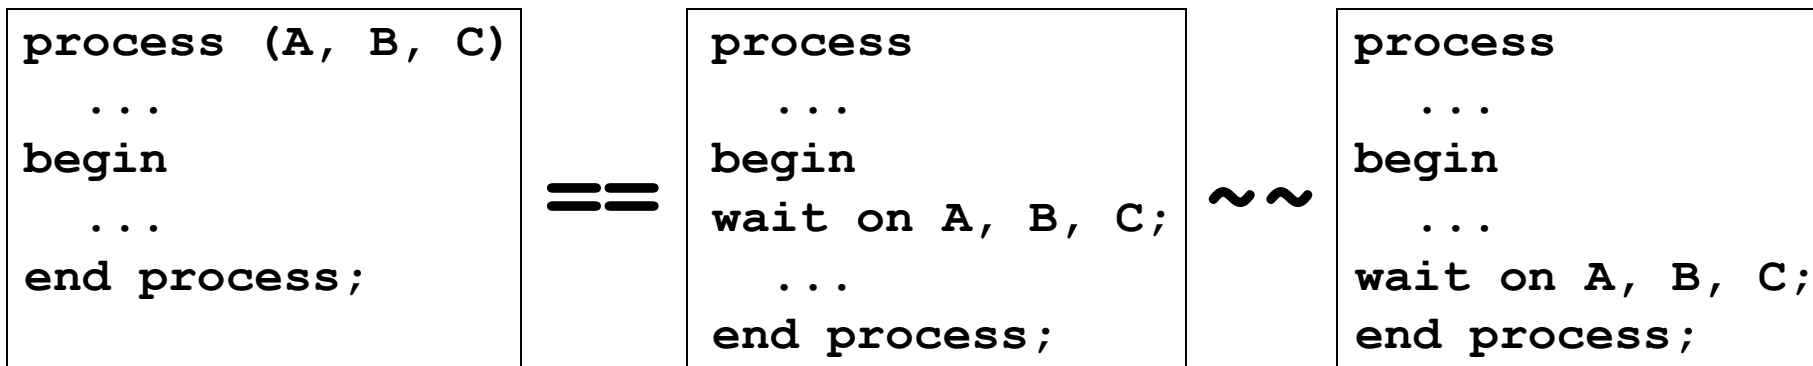 process (A, B, C)
...
begin
...
end process;
==
process
...
begin
wait on A, B, C;
...
end process;
~~
process
...
begin
...
wait on A, B, C;
end process;